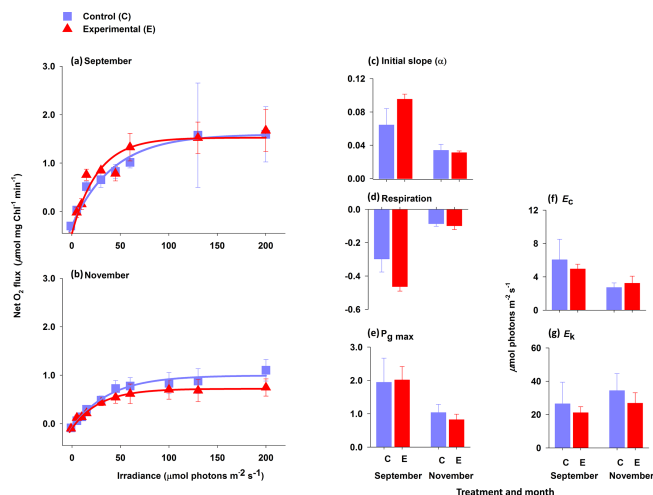 Control (C)
Experimental (E)
(a) September
3.0
2.0
1.0
0.0
0
50
100
150
200
(b) November
2.0
1.0
0.0
0
50
100
150
200
Net O2 flux (μmol mg Chl-1 min-1)
Irradiance (μmol photons m-2 s-1)
(c) Initial slope (α)
0.12
0.08
0.04
0.00
(d) Respiration
0.0
-0.2
-0.4
-0.6
(e) Pg max
3.0
2.0
1.0
0.0
C E C E
September November
(f) Ec
12
8
4
0
(g) Ek
60
40
20
0
C E C E
September November
μmol photons m-2 s-1
Treatment and month